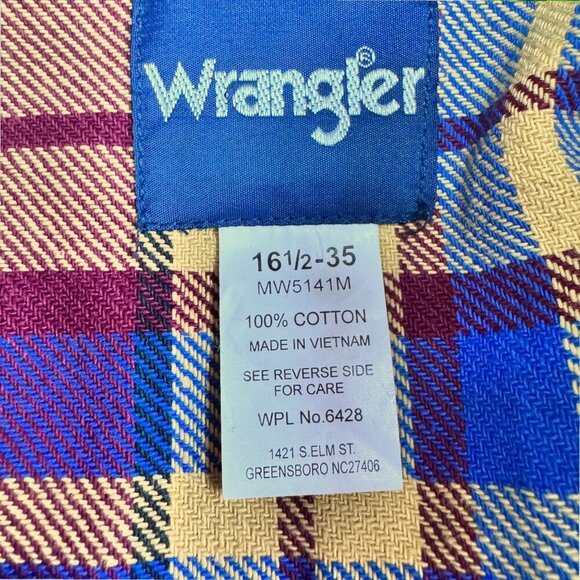 Wrangler®
16 1/2-35
MW5141M
100% COTTON
MADE IN VIETNAM
SEE REVERSE SIDE
FOR CARE
WPL No.6428
1421 S.ELM ST.
GREENSBORO NC27406